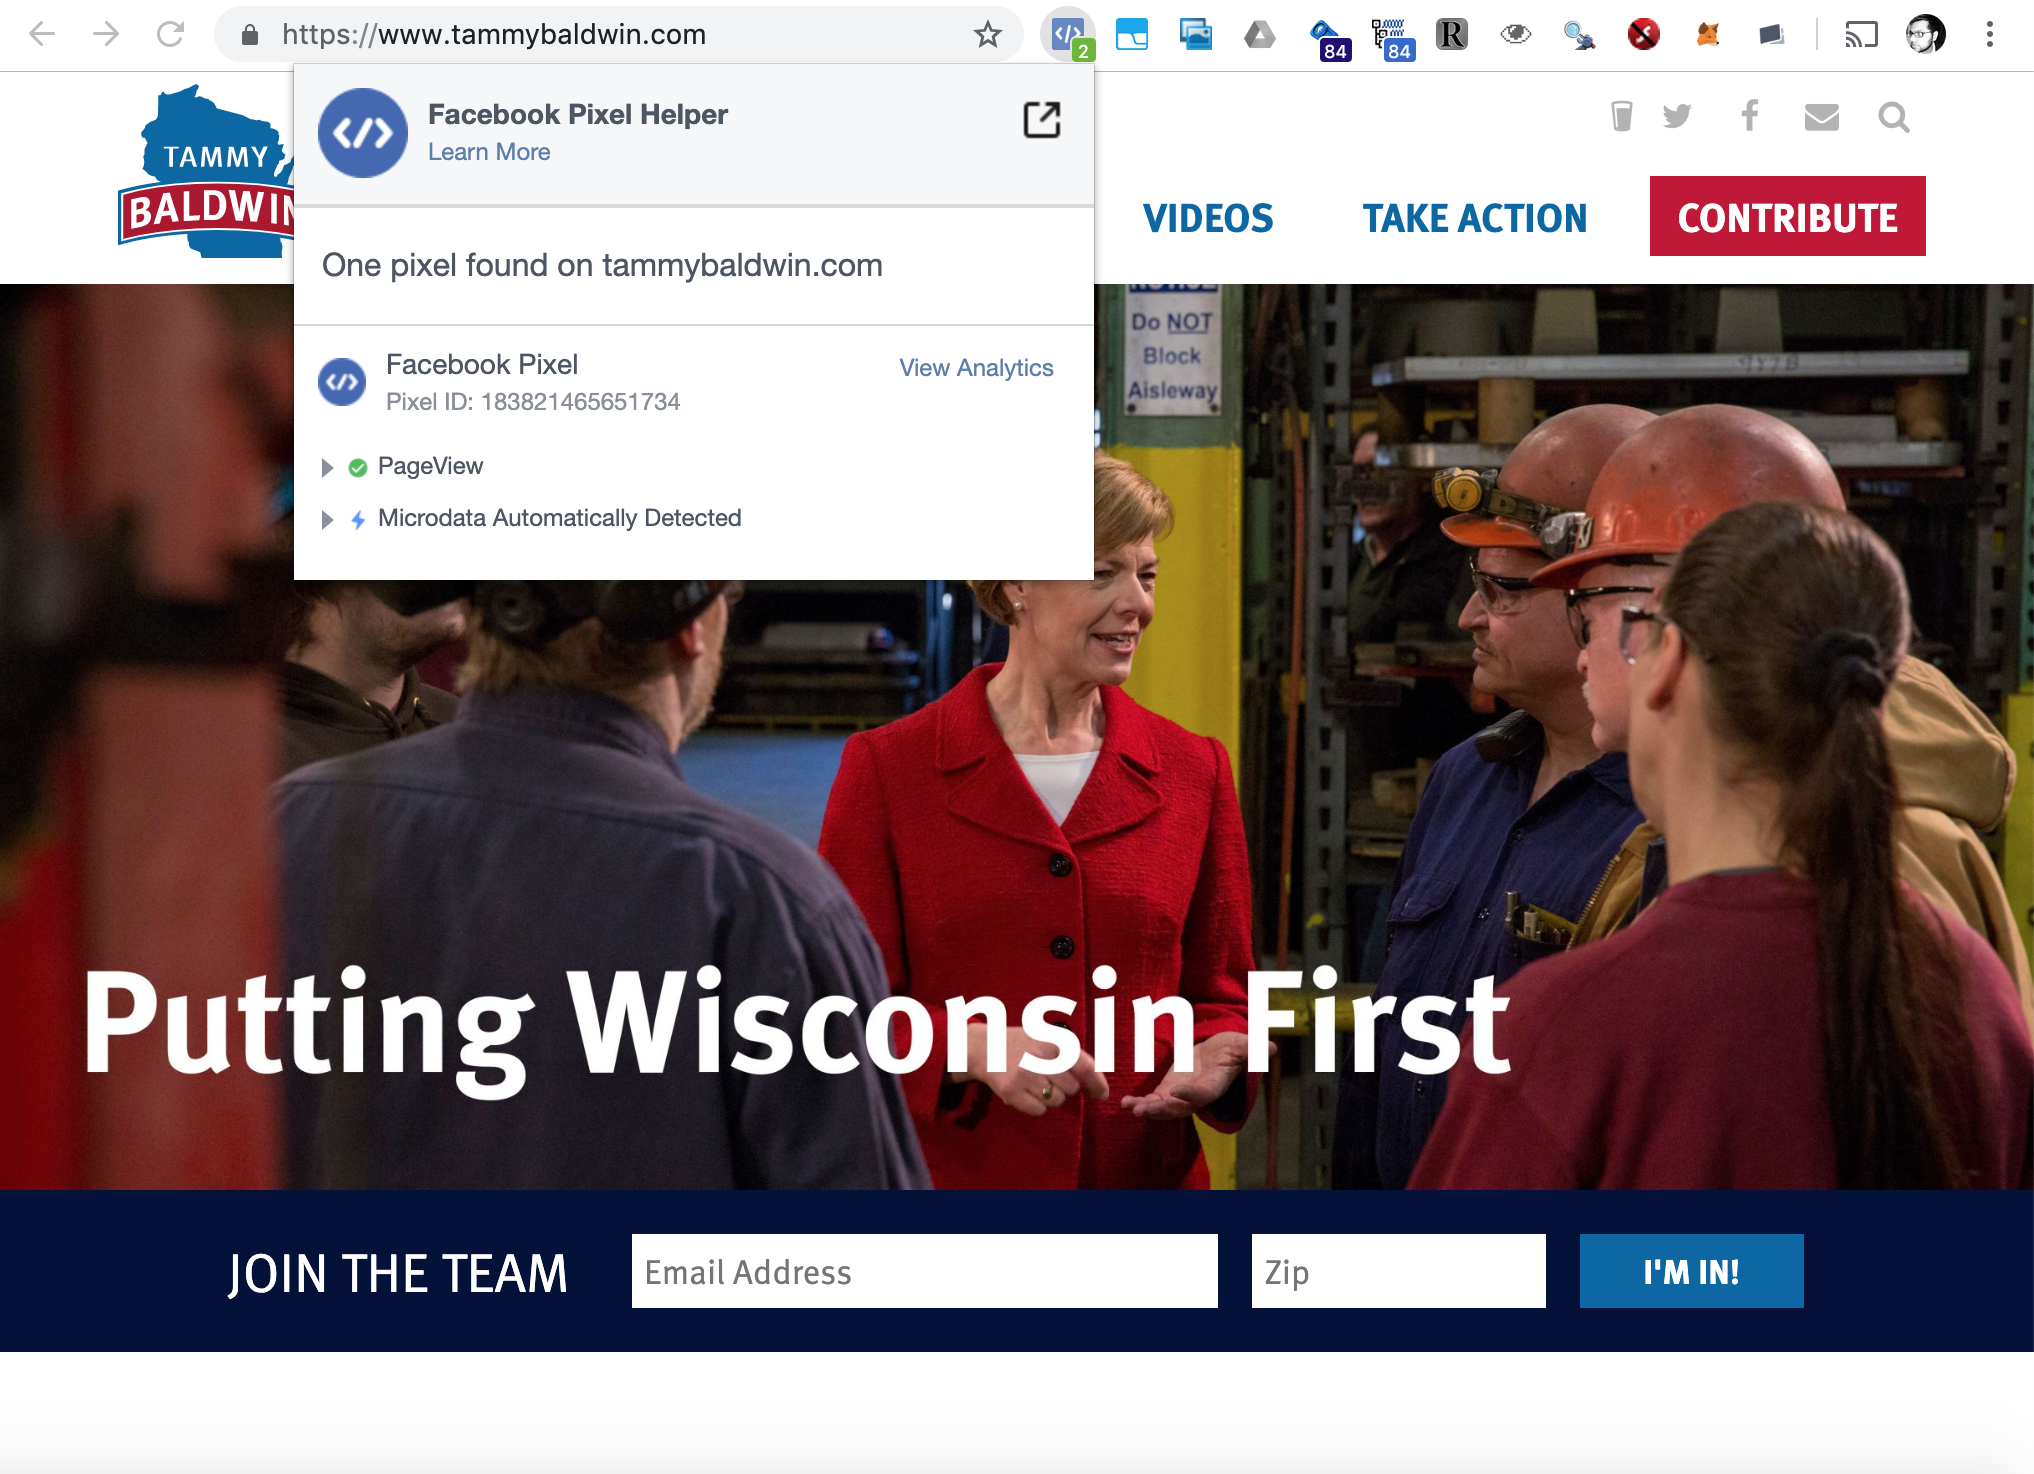 https://www.tammybaldwin.com
2
84
84
R
TAMMY
BALDWIN
Facebook Pixel Helper
Learn More
VIDEOS
TAKE ACTION
CONTRIBUTE
One pixel found on tammybaldwin.com
Facebook Pixel
View Analytics
Pixel ID: 183821465651734
PageView
Microdata Automatically Detected
NOTICE
Do NOT
Block
Aisleway
Putting Wisconsin First
JOIN THE TEAM
Email Address
Zip
I'M IN!